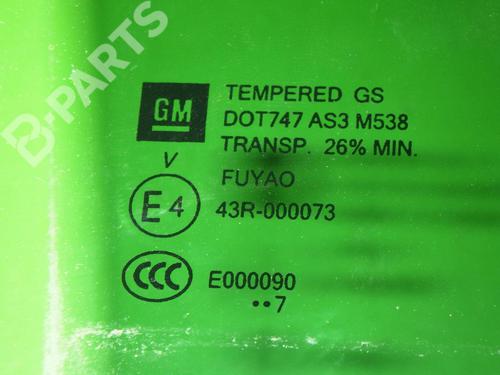 B-PARTS
GM
TEMPERED GS
DOT747 AS3 M538
TRANSP. 26% MIN.
V
FUYAO
E4
43R-000073
CCC
E000090
••7